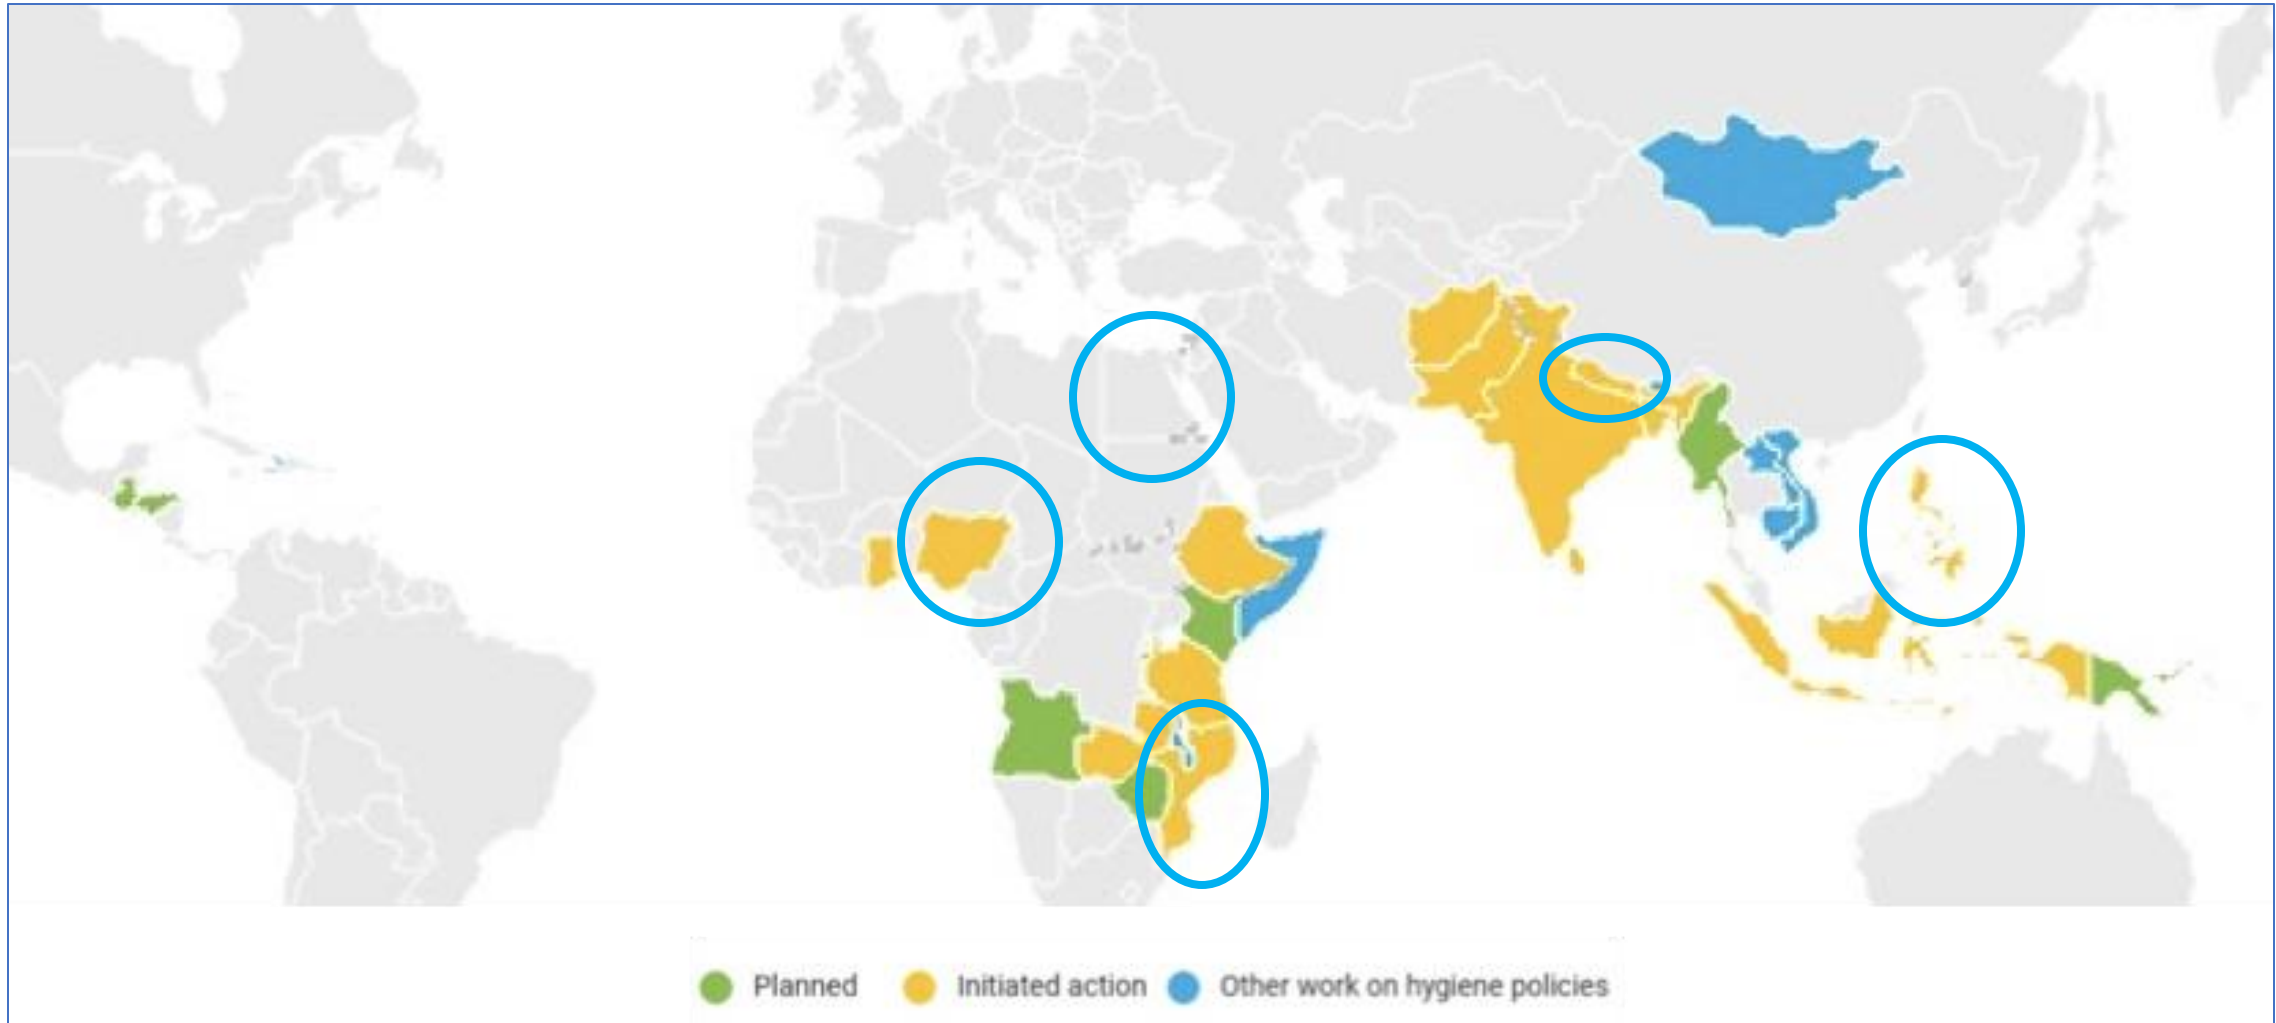 Planned
Initiated action
Other work on hygiene policies